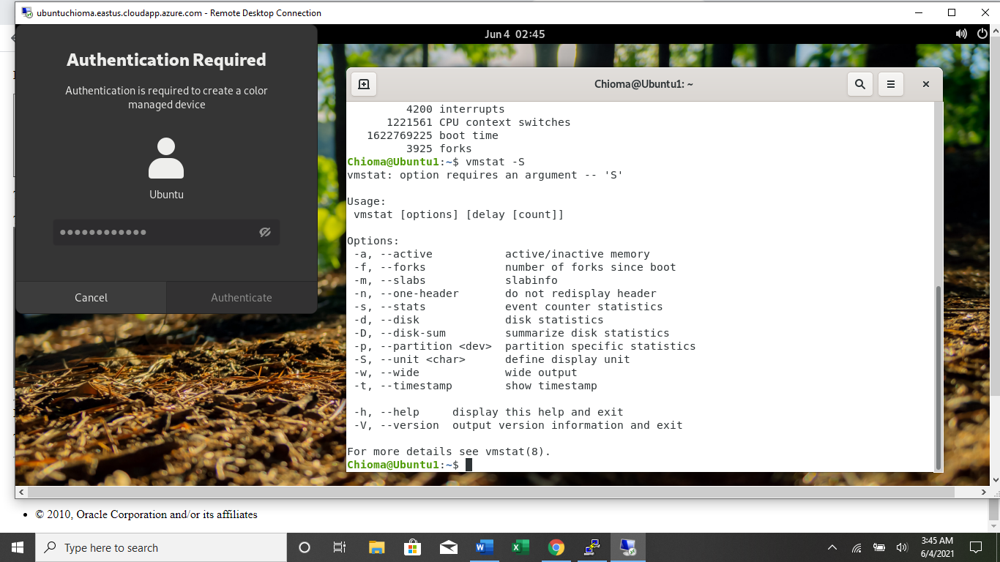 ubuntuchioma.eastus.cloudapp.azure.com - Remote Desktop Connection
Jun 4 02:45
Authentication Required
Authentication is required to create a color
managed device
Ubuntu
●●●●●●●●●●●●
Cancel
Authenticate
Chioma@Ubuntu1: ~
4200 interrupts
1221561 CPU context switches
1622769225 boot time
3925 forks
Chioma@Ubuntu1:~$ vmstat -S
vmstat: option requires an argument -- 'S'
Usage:
vmstat [options] [delay [count]]
Options:
-a, --active active/inactive memory
-f, --forks number of forks since boot
-m, --slabs slabinfo
-n, --one-header do not redisplay header
-s, --stats event counter statistics
-d, --disk disk statistics
-D, --disk-sum summarize disk statistics
-p, --partition <dev> partition specific statistics
-S, --unit <char> define display unit
-w, --wide wide output
-t, --timestamp show timestamp
-h, --help display this help and exit
-V, --version output version information and exit
For more details see vmstat(8).
Chioma@Ubuntu1:~$
• © 2010, Oracle Corporation and/or its affiliates
Type here to search
3:45 AM
6/4/2021